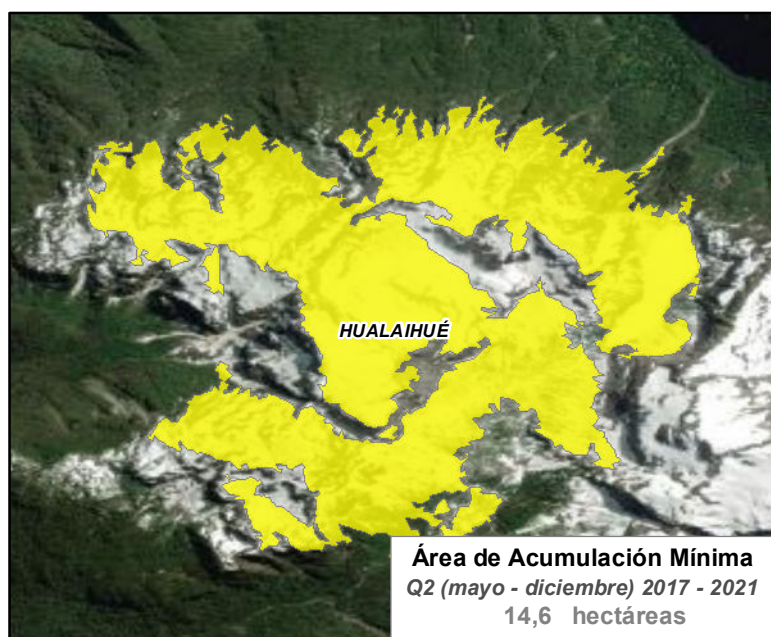 HUALAIHUÉ
Área de Acumulación Mínima
Q2 (mayo - diciembre) 2017 - 2021
14,6 hectáreas